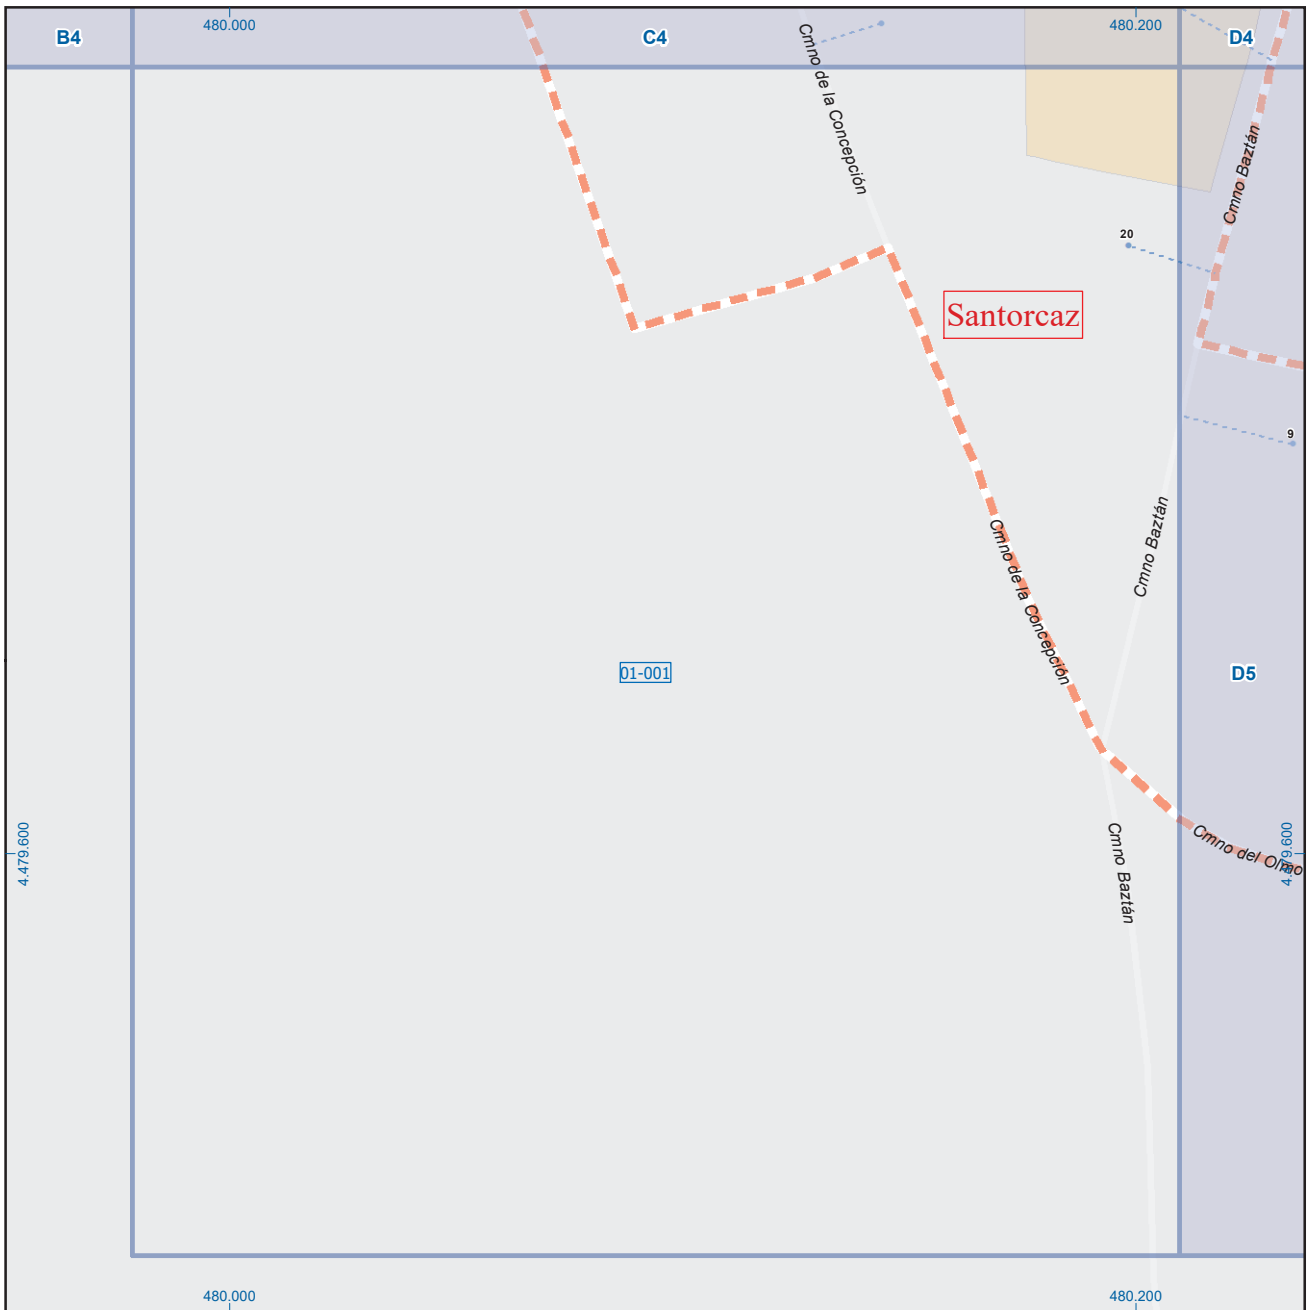 480.000
480.200
B4
C4
D4
Cmno de la Concepción
Cmno Baztán
20
Santorcaz
9
Cmno Baztán
Cmno de la Concepción
01-001
D5
4.479.600
Cmno Baztán
Cmno del Olmo
4.479.600
480.000
480.200